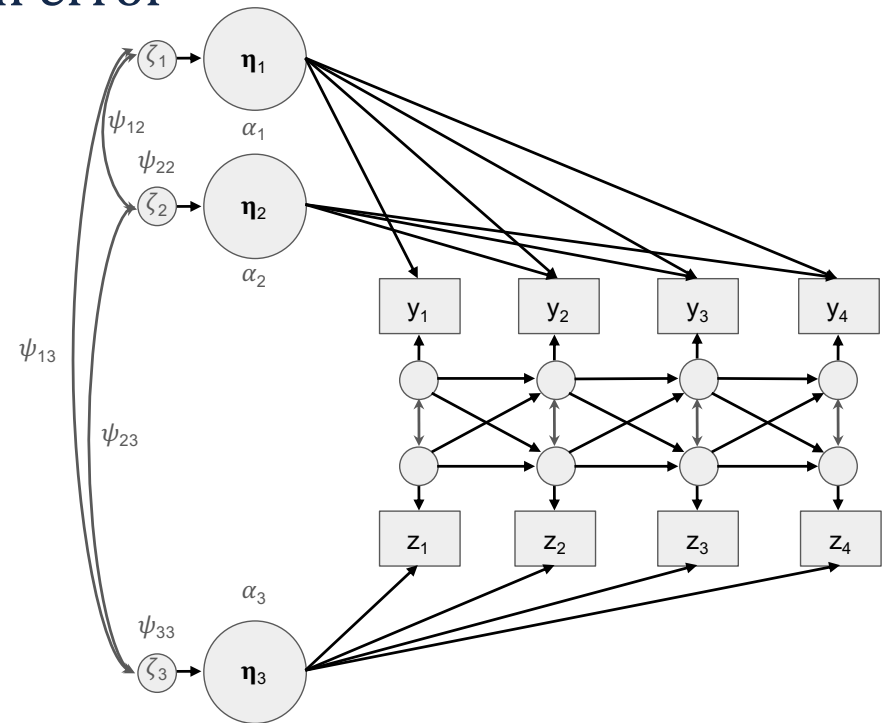 ζ₁ η₁
α₁
ψ₁₂
ψ₂₂
ζ₂ η₂
α₂
y₁ y₂ y₃ y₄
ψ₁₃
ψ₂₃
z₁ z₂ z₃ z₄
α₃
ψ₃₃
ζ₃ η₃